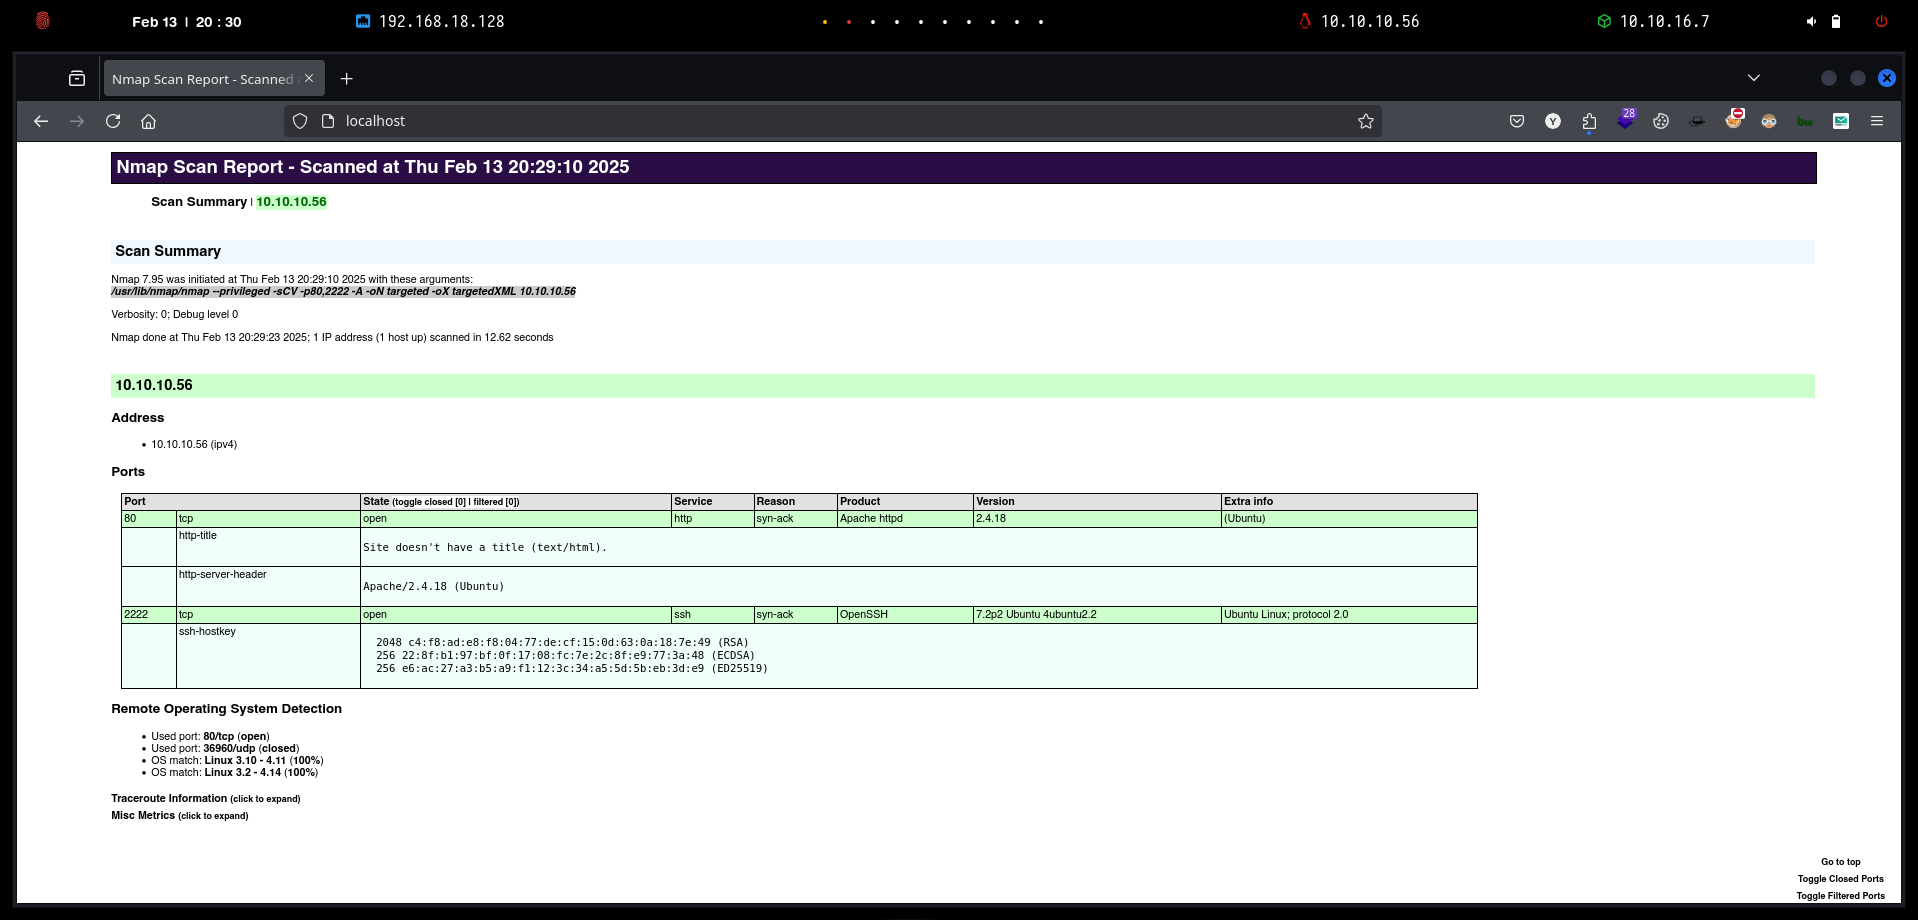 Feb 13 | 20 : 30 192.168.18.128 10.10.10.56 10.10.16.7
Nmap Scan Report - Scanned
localhost 28
Nmap Scan Report - Scanned at Thu Feb 13 20:29:10 2025
Scan Summary | 10.10.10.56
Scan Summary
Nmap 7.95 was initiated at Thu Feb 13 20:29:10 2025 with these arguments:
/usr/lib/nmap/nmap --privileged -sCV -p80,2222 -A -oN targeted -oX targetedXML 10.10.10.56
Verbosity: 0; Debug level 0
Nmap done at Thu Feb 13 20:29:23 2025; 1 IP address (1 host up) scanned in 12.62 seconds
10.10.10.56
Address
• 10.10.10.56 (ipv4)
Ports
Port State (toggle closed [0] | filtered [0]) Service Reason Product Version Extra info
80 tcp open http syn-ack Apache httpd 2.4.18 (Ubuntu)
http-title
Site doesn't have a title (text/html).
http-server-header
Apache/2.4.18 (Ubuntu)
2222 tcp open ssh syn-ack OpenSSH 7.2p2 Ubuntu 4ubuntu2.2 Ubuntu Linux; protocol 2.0
ssh-hostkey
2048 c4:f8:ad:e8:f8:04:77:de:cf:15:0d:63:0a:18:7e:49 (RSA)
256 22:8f:b1:97:bf:0f:17:08:fc:7e:2c:8f:e9:77:3a:48 (ECDSA)
256 e6:ac:27:a3:b5:a9:f1:12:3c:34:a5:5d:5b:eb:3d:e9 (ED25519)
Remote Operating System Detection
• Used port: 80/tcp (open)
• Used port: 36960/udp (closed)
• OS match: Linux 3.10 - 4.11 (100%)
• OS match: Linux 3.2 - 4.14 (100%)
Traceroute Information (click to expand)
Misc Metrics (click to expand)
Go to top
Toggle Closed Ports
Toggle Filtered Ports